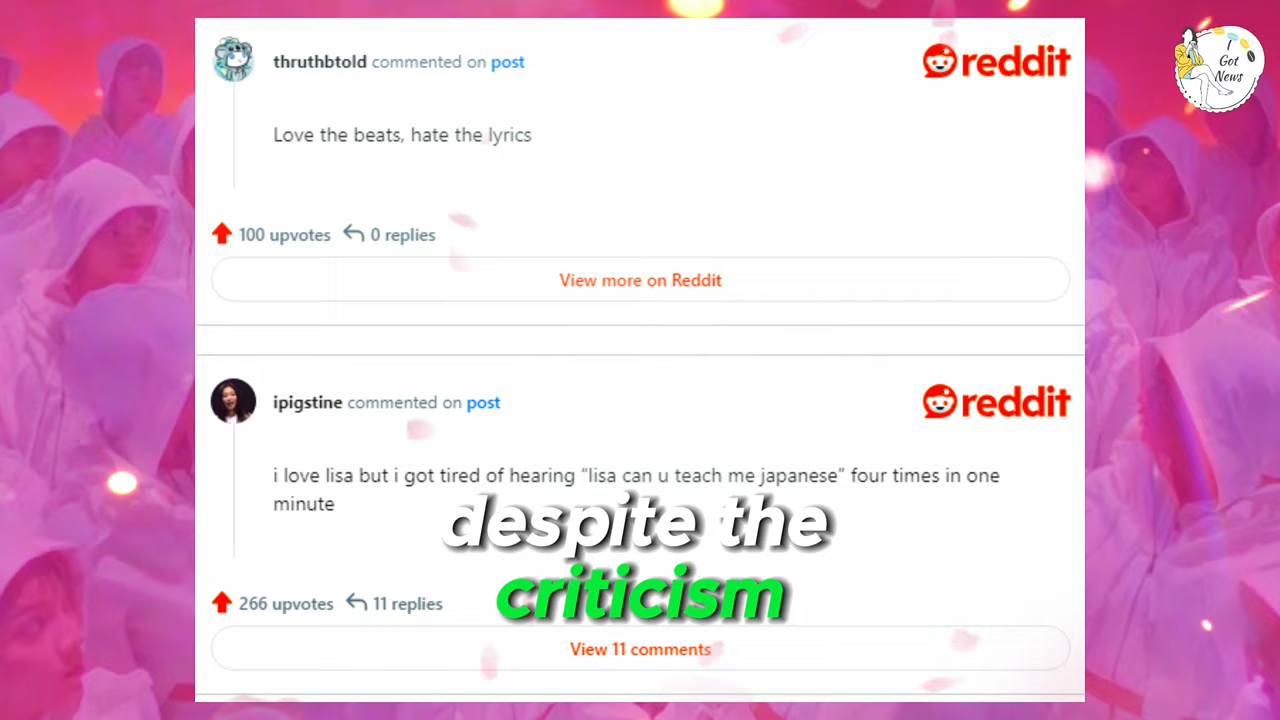 thruthbtold commented on post
reddit
I
Got
News
Love the beats, hate the lyrics
100 upvotes 0 replies
View more on Reddit
ipigstine commented on post
reddit
i love lisa but i got tired of hearing “lisa can u teach me japanese” four times in one
minute
despite the
criticism
266 upvotes 11 replies
View 11 comments